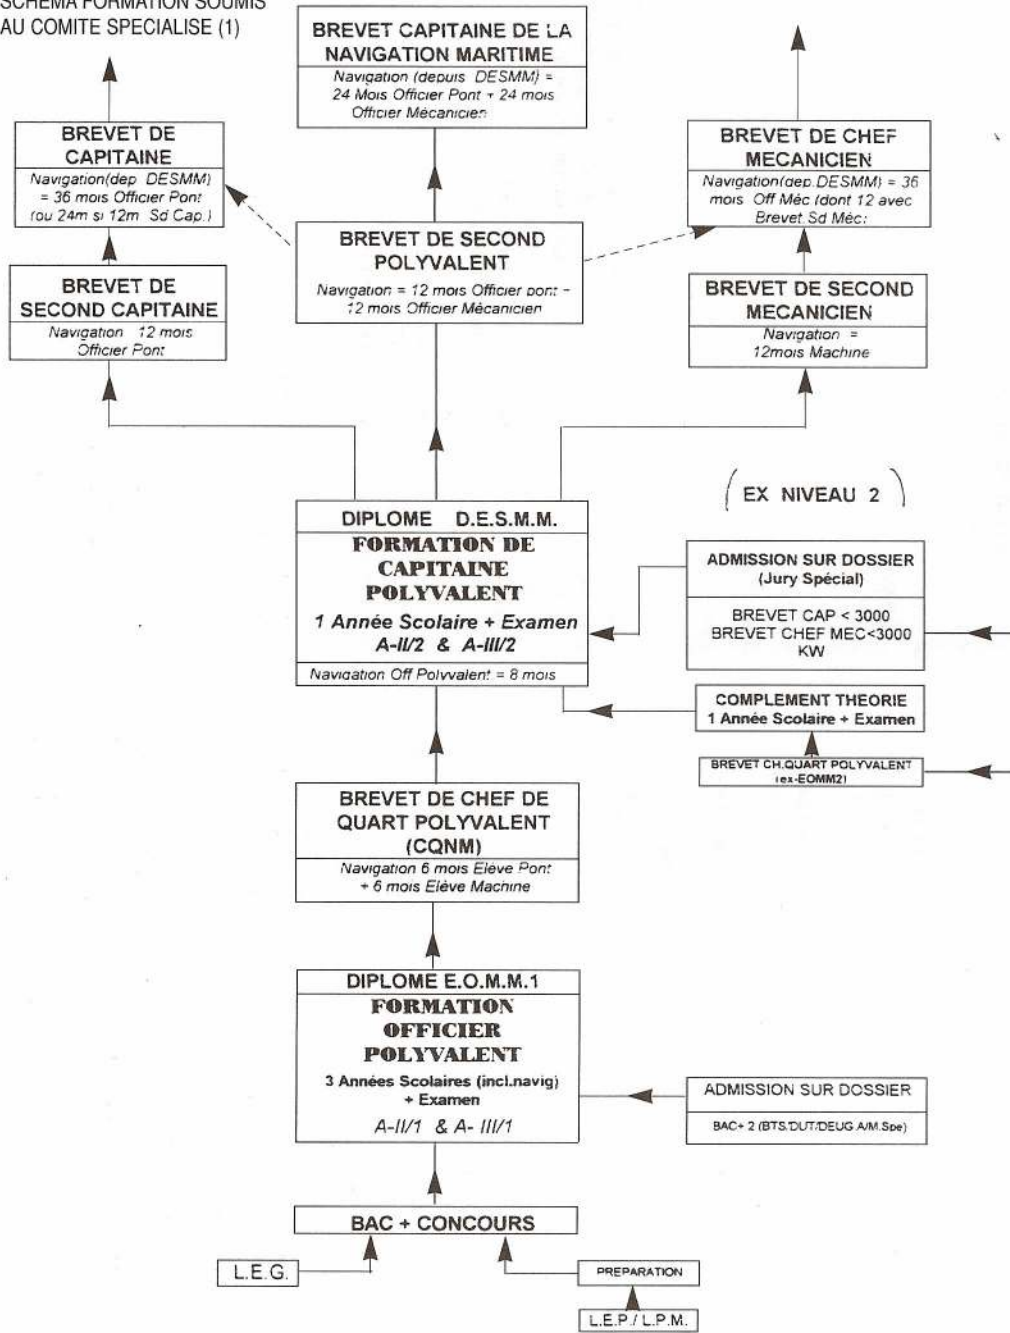 SCHEMA FORMATION SOUMIS
AU COMITE SPECIALISE (1)
BREVET CAPITAINE DE LA
NAVIGATION MARITIME
Navigation (depuis DESMM) =
24 Mois Officier Pont + 24 mois
Officier Mécanicien
BREVET DE
CAPITAINE
Navigation(dep DESMM)
= 36 mois Officier Pont
(ou 24m si 12m Sd Cap.)
BREVET DE CHEF
MECANICIEN
Navigation(dep.DESMM) = 36
mois Off Méc (dont 12 avec
Brevet Sd Méc:
BREVET DE SECOND
POLYVALENT
Navigation = 12 mois Officier pont -
12 mois Officier Mécanicien
BREVET DE
SECOND CAPITAINE
Navigation 12 mois
Officier Pont
BREVET DE SECOND
MECANICIEN
Navigation =
12mois Machine
(EX NIVEAU 2)
DIPLOME D.E.S.M.M.
FORMATION DE
CAPITAINE
POLYVALENT
1 Année Scolaire + Examen
A-II/2 & A-III/2
Navigation Off Polyvalent = 8 mois
ADMISSION SUR DOSSIER
(Jury Spécial)
BREVET CAP < 3000
BREVET CHEF MEC<3000
KW
COMPLEMENT THEORIE
1 Année Scolaire + Examen
BREVET CH.QUART POLYVALENT
(ex-EOMM2)
BREVET DE CHEF DE
QUART POLYVALENT
(CQNM)
Navigation 6 mois Elève Pont
+ 6 mois Elève Machine
DIPLOME E.O.M.M.1
FORMATION
OFFICIER
POLYVALENT
3 Années Scolaires (incl.navig)
+ Examen
A-II/1 & A- III/1
ADMISSION SUR DOSSIER
BAC+ 2 (BTS/DUT/DEUG A/M.Spe)
BAC + CONCOURS
L.E.G.
PREPARATION
L.E.P./ L.P.M.